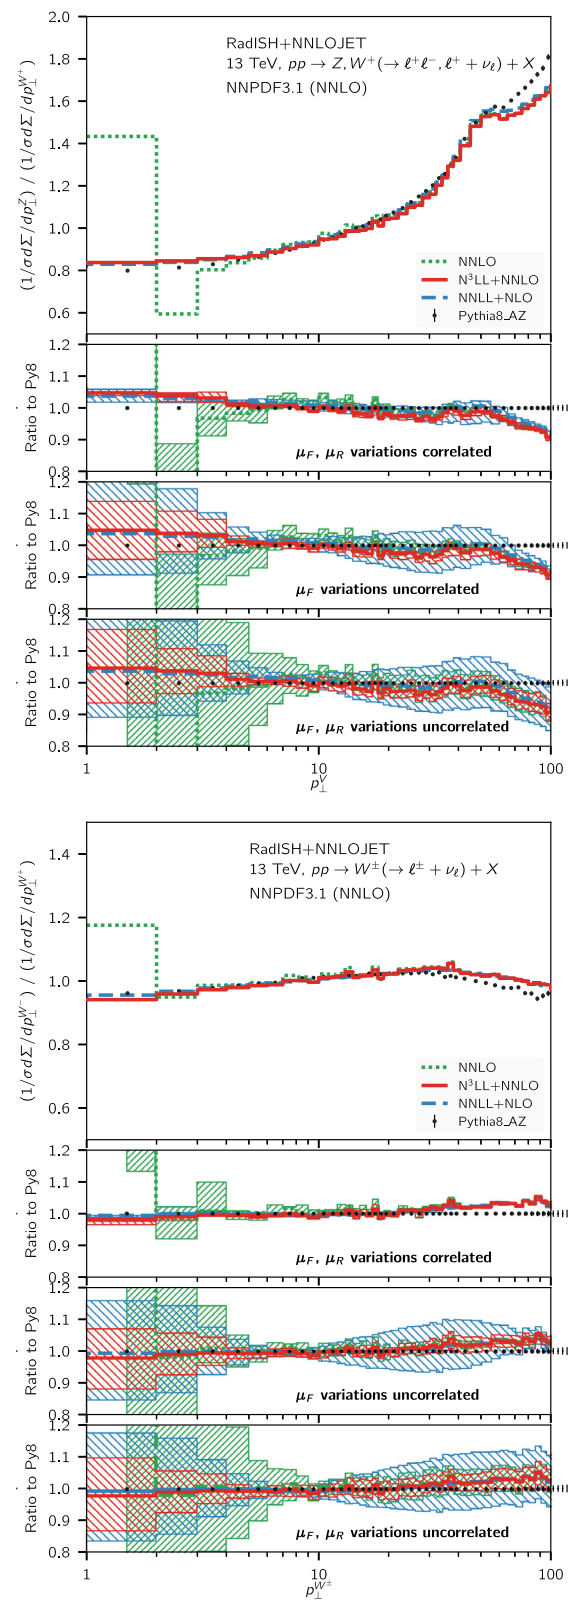 2.0
RadISH+NNLOJET
13 TeV, pp → Z, W⁺(→ ℓ⁺ℓ⁻, ℓ⁺ + νℓ) + X
NNPDF3.1 (NNLO)
1.8
1.6
1.4
1.2
1.0
0.8
0.6
(1/σdΣ/dp⊥^Z) / (1/σdΣ/dp⊥^W⁺)
NNLO
N³LL+NNLO
NNLL+NLO
Pythia8_AZ
1.2
1.1
1.0
0.9
0.8
Ratio to Py8
μF, μR variations correlated
1.2
1.1
1.0
0.9
0.8
Ratio to Py8
μF variations uncorrelated
1.2
1.1
1.0
0.9
0.8
Ratio to Py8
μF, μR variations uncorrelated
1 10 100
p⊥^V
RadISH+NNLOJET
13 TeV, pp → W±(→ ℓ± + νℓ) + X
NNPDF3.1 (NNLO)
1.4
1.2
1.0
0.8
0.6
(1/σdΣ/dp⊥^W⁻) / (1/σdΣ/dp⊥^W⁺)
NNLO
N³LL+NNLO
NNLL+NLO
Pythia8_AZ
1.2
1.1
1.0
0.9
0.8
Ratio to Py8
μF, μR variations correlated
1.2
1.1
1.0
0.9
0.8
Ratio to Py8
μF variations uncorrelated
1.2
1.1
1.0
0.9
0.8
Ratio to Py8
μF, μR variations uncorrelated
1 10 100
p⊥^W±